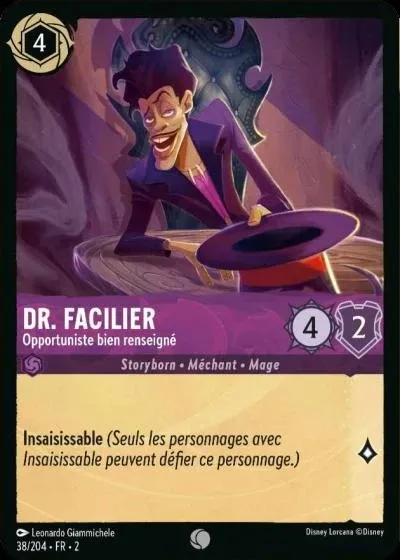 4
DR. FACILIER
Opportuniste bien renseigné
4 2
Storyborn • Méchant • Mage
Insaisissable (Seuls les personnages avec
Insaisissable peuvent défier ce personnage.)
Leonardo Giammichele
Disney Lorcana ©Disney
38/204 • FR • 2